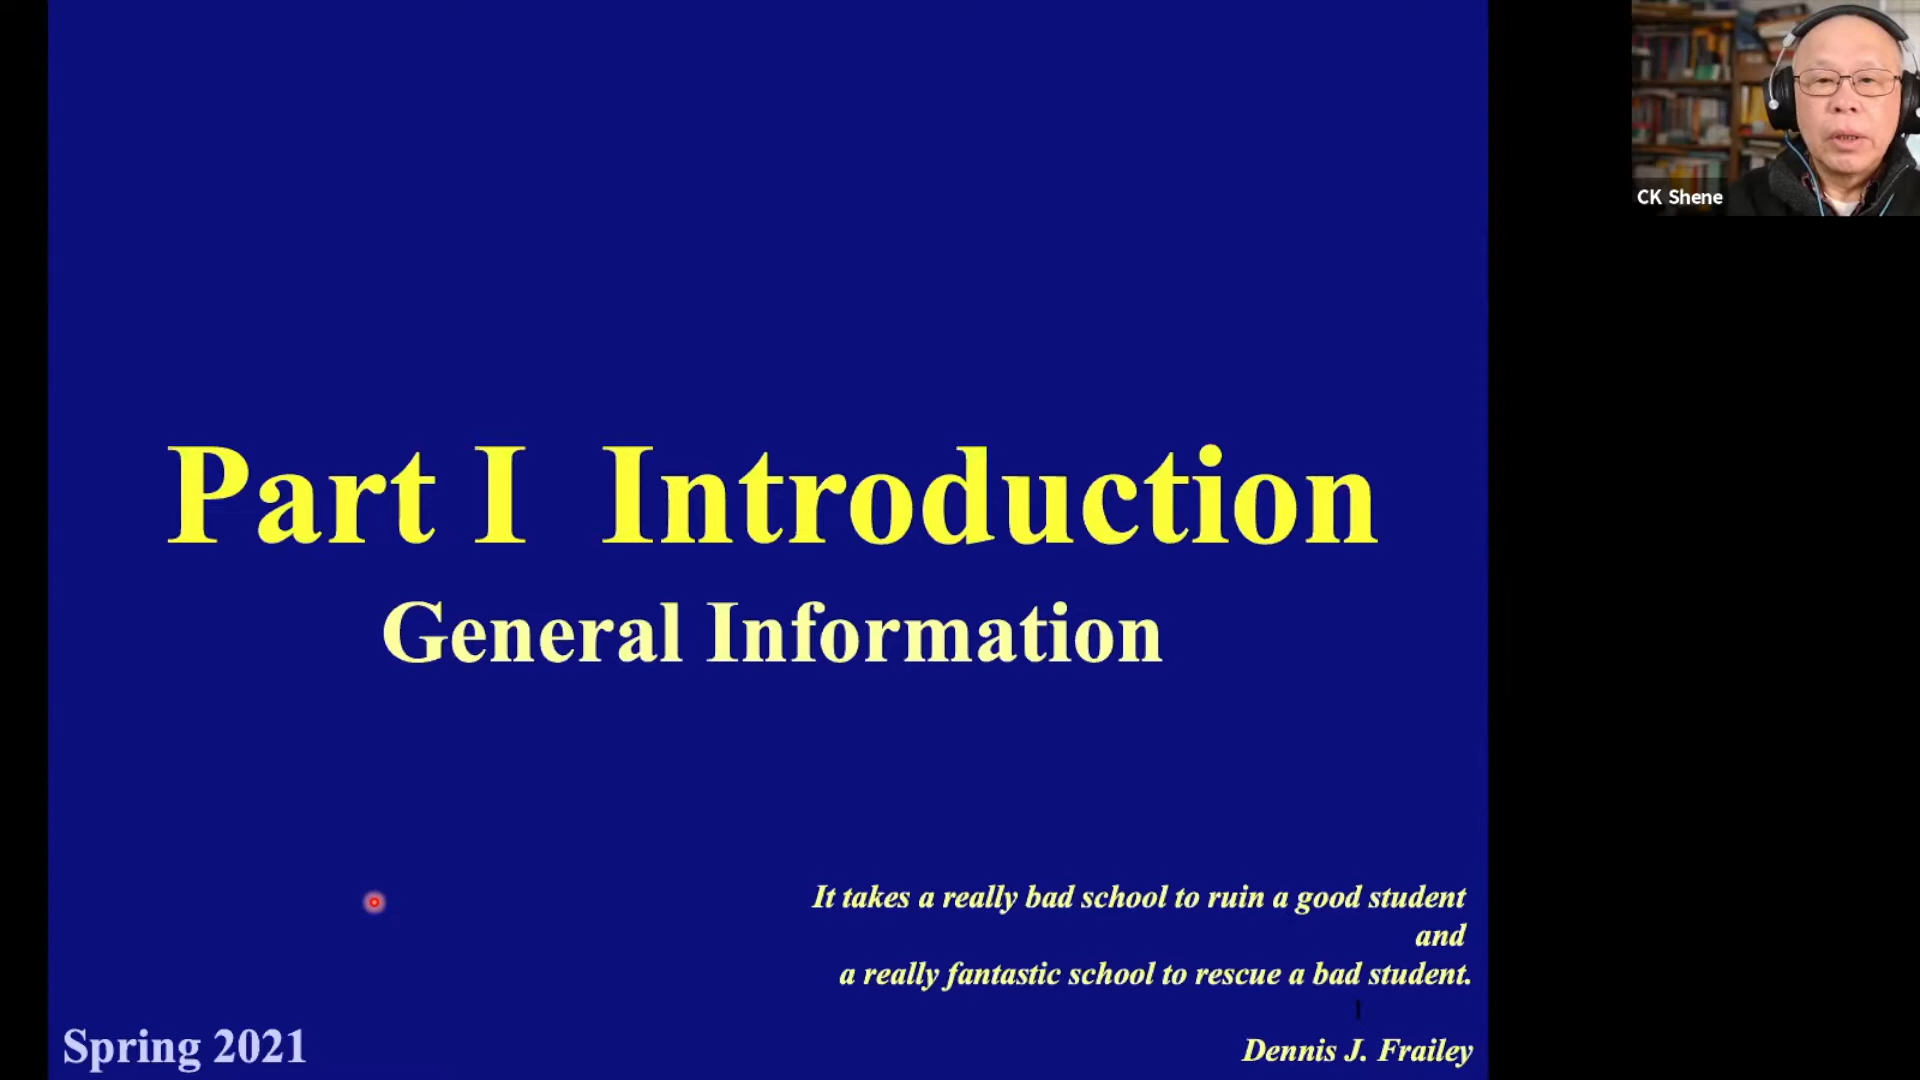 CK Shene
Part I Introduction
General Information
It takes a really bad school to ruin a good student
and
a really fantastic school to rescue a bad student.
Dennis J. Frailey
Spring 2021